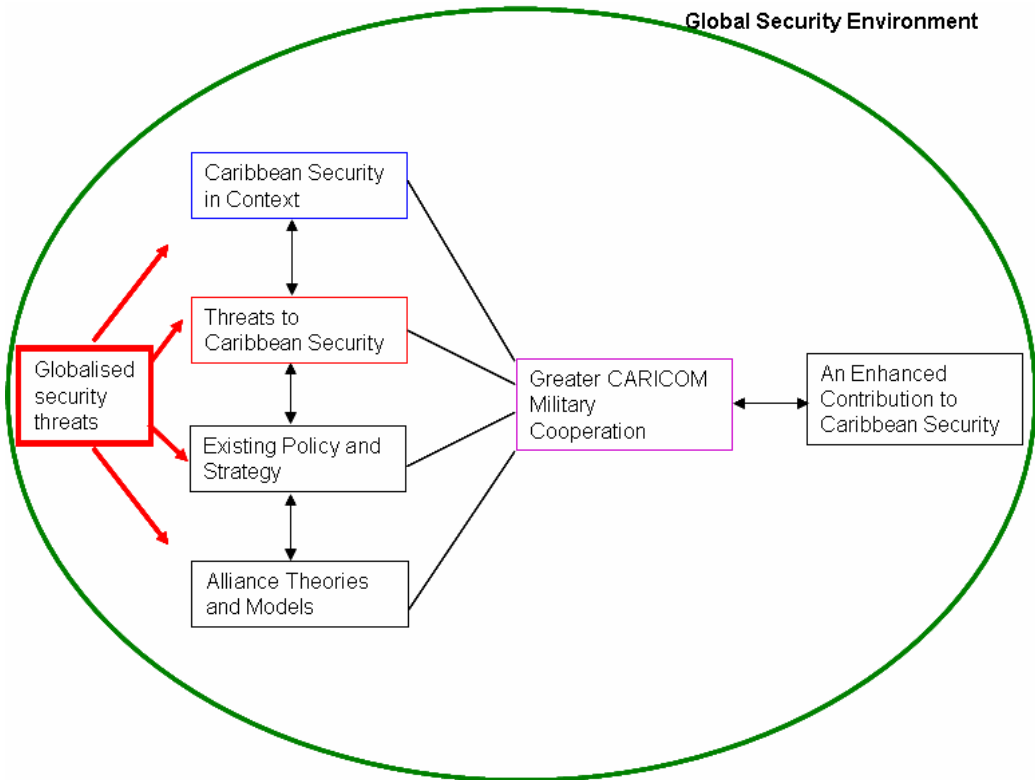 Global Security Environment
Caribbean Security
in Context
Threats to
Caribbean Security
Globalised
security
threats
Existing Policy and
Strategy
Alliance Theories
and Models
Greater CARICOM
Military
Cooperation
An Enhanced
Contribution to
Caribbean Security